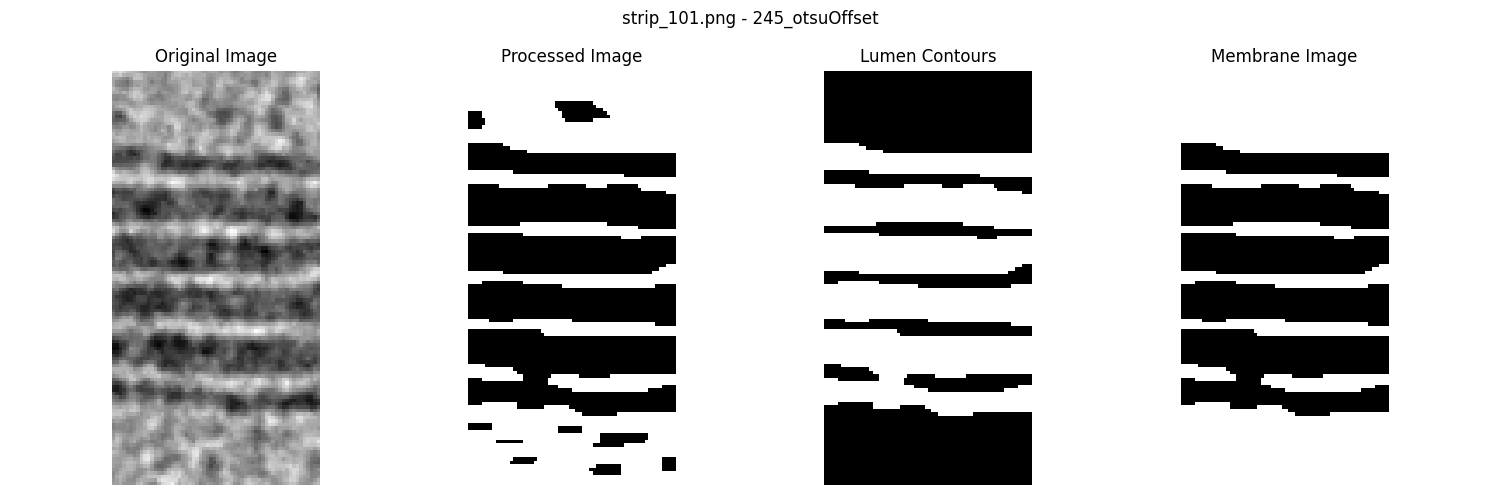 strip_101.png - 245_otsuOffset
Original Image
Processed Image
Lumen Contours
Membrane Image